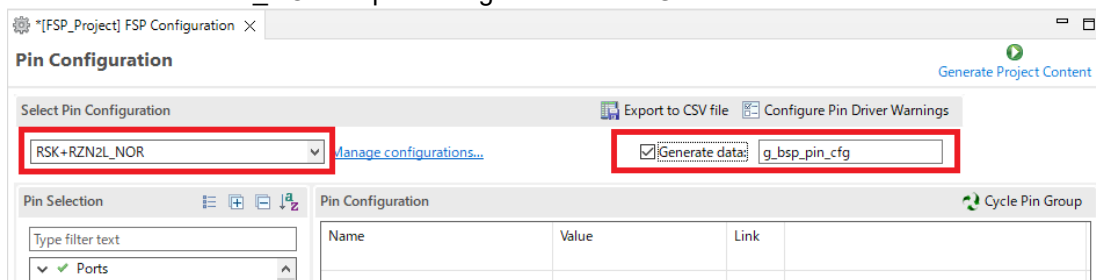 *[FSP_Project] FSP Configuration
Pin Configuration
Generate Project Content
Select Pin Configuration
Export to CSV file
Configure Pin Driver Warnings
RSK+RZN2L_NOR
Manage configurations...
Generate data:
g_bsp_pin_cfg
Pin Selection
Pin Configuration
Cycle Pin Group
Type filter text
Name
Value
Link
Ports